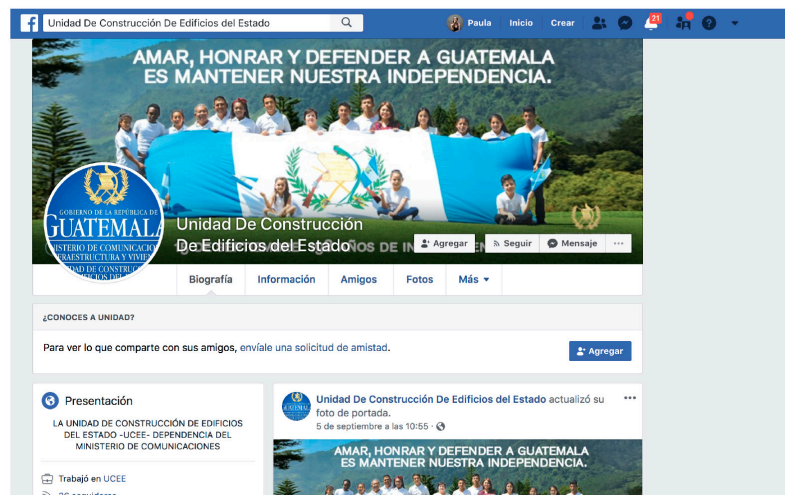 Unidad De Construcción De Edificios del Estado
Paula
Inicio
Crear
21
AMAR, HONRAR Y DEFENDER A GUATEMALA
ES MANTENER NUESTRA INDEPENDENCIA.
GOBIERNO DE LA REPÚBLICA DE
GUATEMALA
Unidad De Construcción
De Edificios del Estado
Agregar
Seguir
Mensaje
Biografía
Información
Amigos
Fotos
Más
¿CONOCES A UNIDAD?
Para ver lo que comparte con sus amigos, envíale una solicitud de amistad.
Agregar
Presentación
LA UNIDAD DE CONSTRUCCIÓN DE EDIFICIOS
DEL ESTADO -UCEE- DEPENDENCIA DEL
MINISTERIO DE COMUNICACIONES
Trabajó en UCEE
Unidad De Construcción De Edificios del Estado actualizó su
foto de portada.
5 de septiembre a las 10:55 ·
AMAR, HONRAR Y DEFENDER A GUATEMALA
ES MANTENER NUESTRA INDEPENDENCIA.